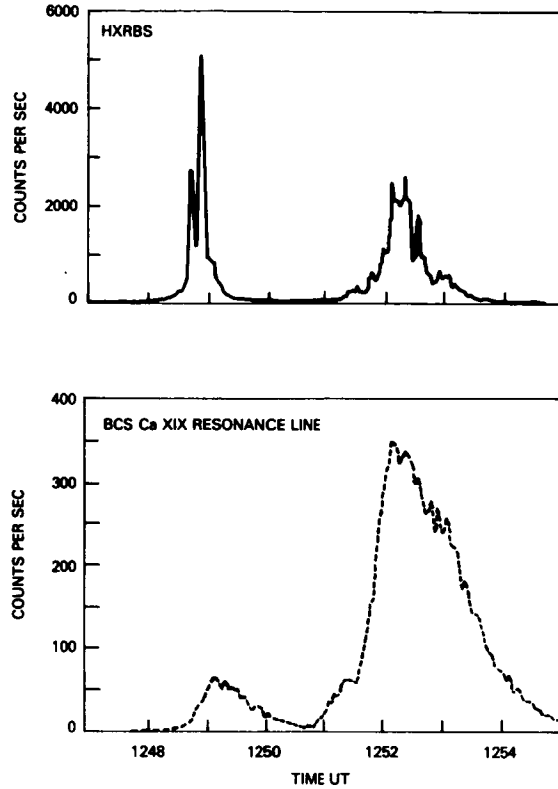 HXRBS
6000
4000
2000
0
COUNTS PER SEC
BCS Ca XIX RESONANCE LINE
400
300
200
100
0
COUNTS PER SEC
1248 1250 1252 1254
TIME UT